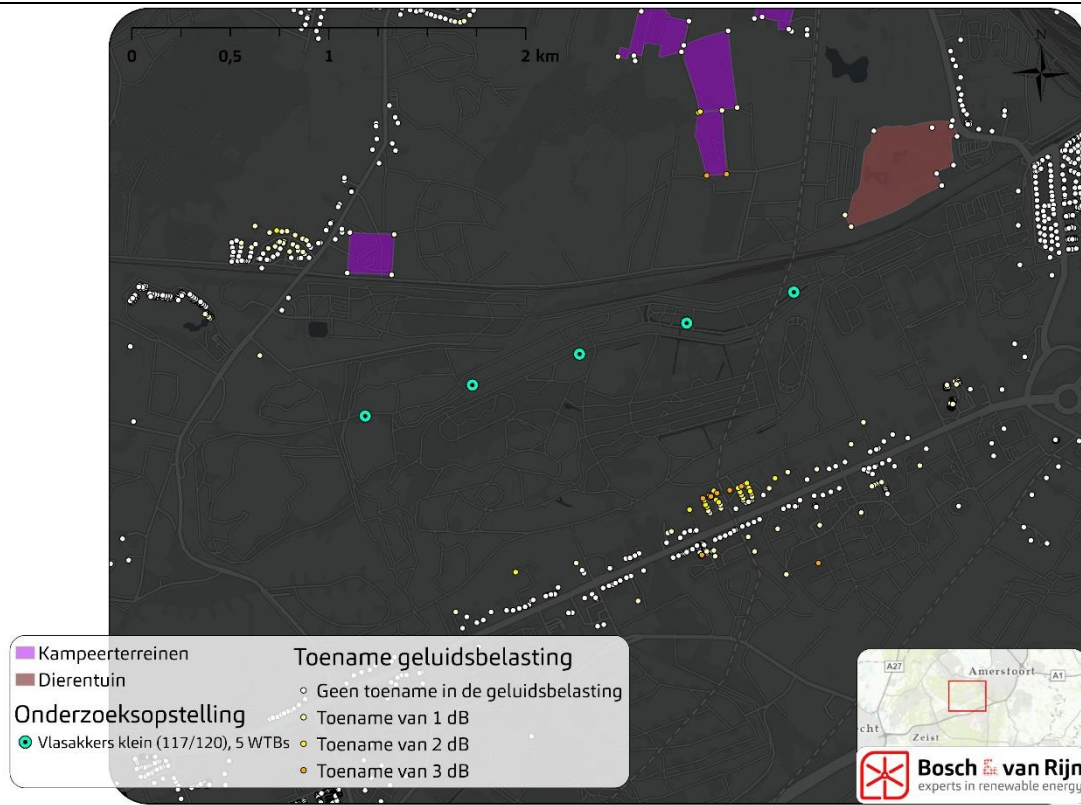 0 0,5 1 2 km
N
Kampeerterreinen
Dierentuin
Onderzoeksopstelling
Vlasakkers klein (117/120), 5 WTBs
Toename geluidsbelasting
Geen toename in de geluidsbelasting
Toename van 1 dB
Toename van 2 dB
Toename van 3 dB
A27
Amersfoort
A1
cht
Zeist
Bosch & van Rijn
experts in renewable energy